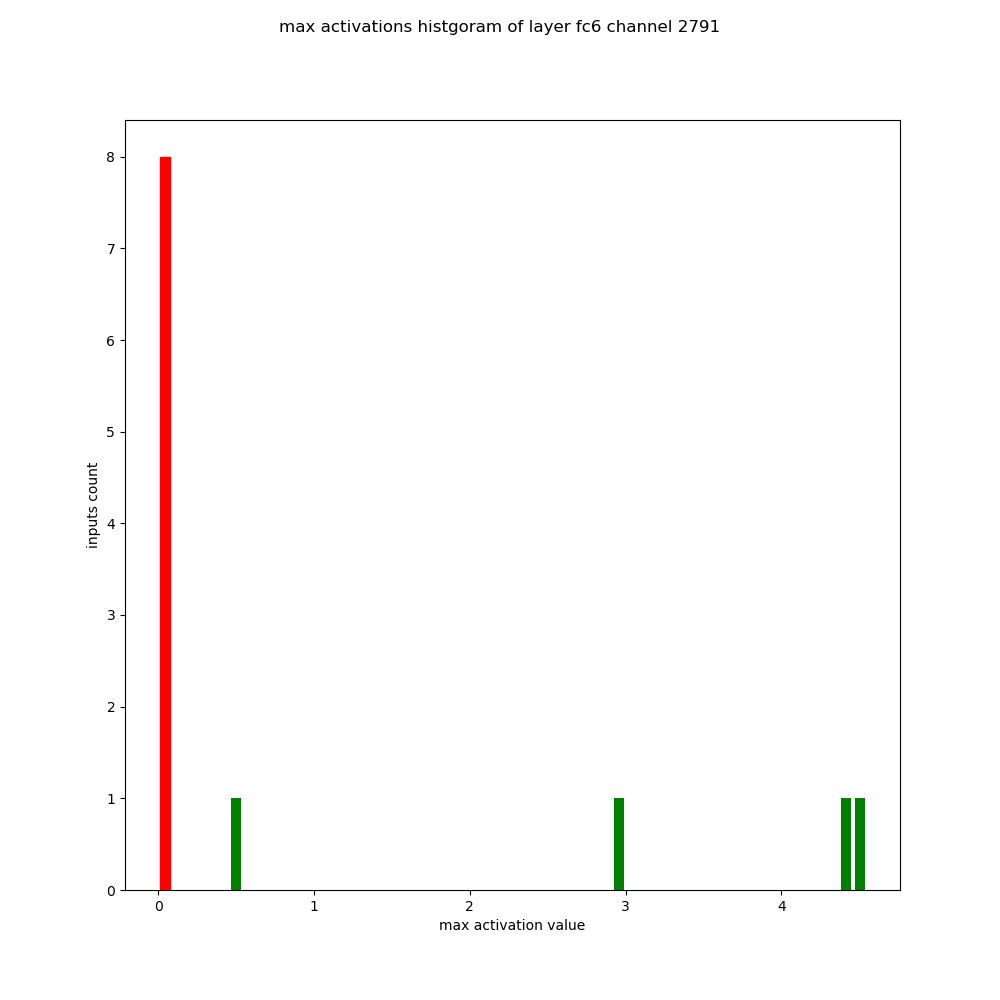 max activations histgoram of layer fc6 channel 2791
8
7
6
5
4
3
2
1
0
inputs count
0 1 2 3 4
max activation value